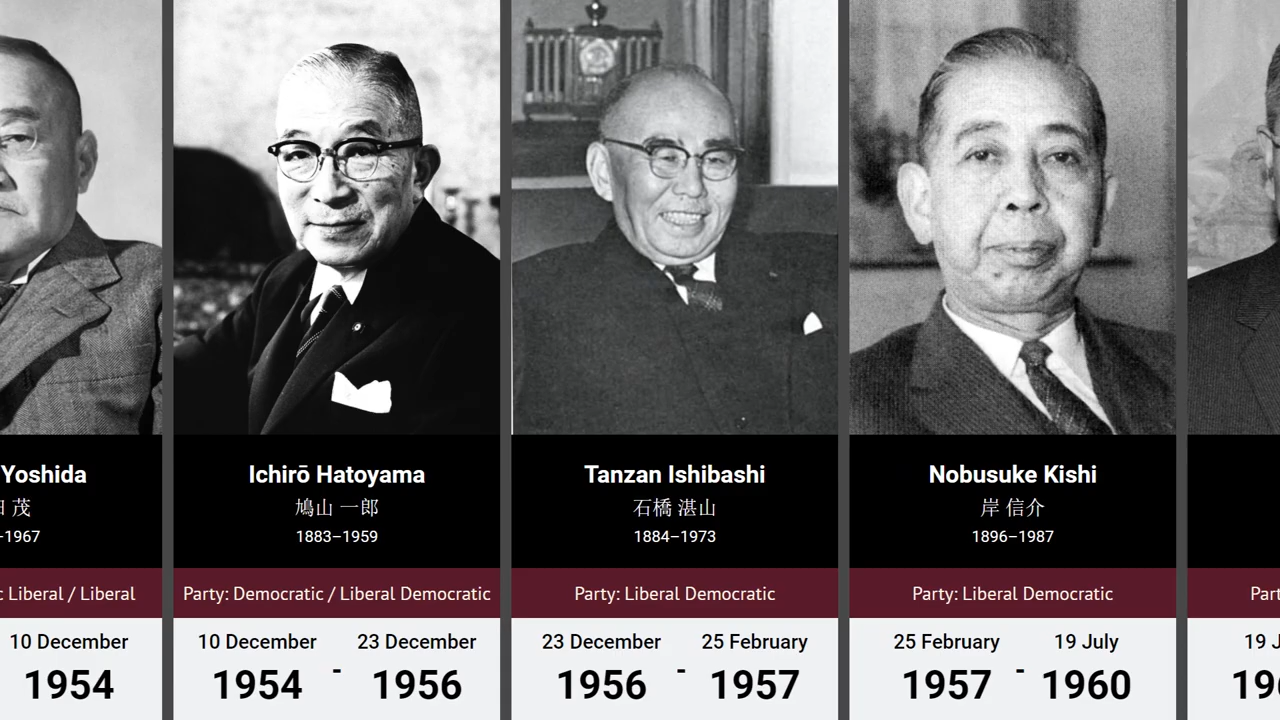 Yoshida
茂
–1967
Liberal / Liberal
10 December
1954
Ichirō Hatoyama
鳩山 一郎
1883–1959
Party: Democratic / Liberal Democratic
10 December 23 December
1954 - 1956
Tanzan Ishibashi
石橋 湛山
1884–1973
Party: Liberal Democratic
23 December 25 February
1956 - 1957
Nobusuke Kishi
岸 信介
1896–1987
Party: Liberal Democratic
25 February 19 July
1957 - 1960
19